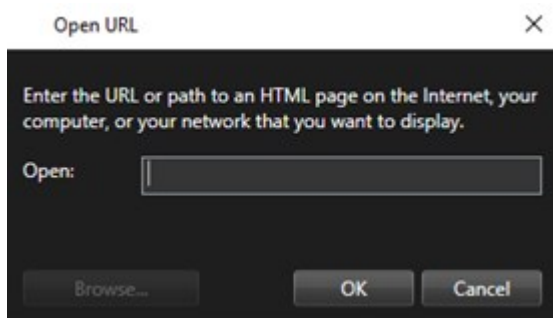 Open URL
Enter the URL or path to an HTML page on the Internet, your
computer, or your network that you want to display.
Open:
Browse...
OK
Cancel